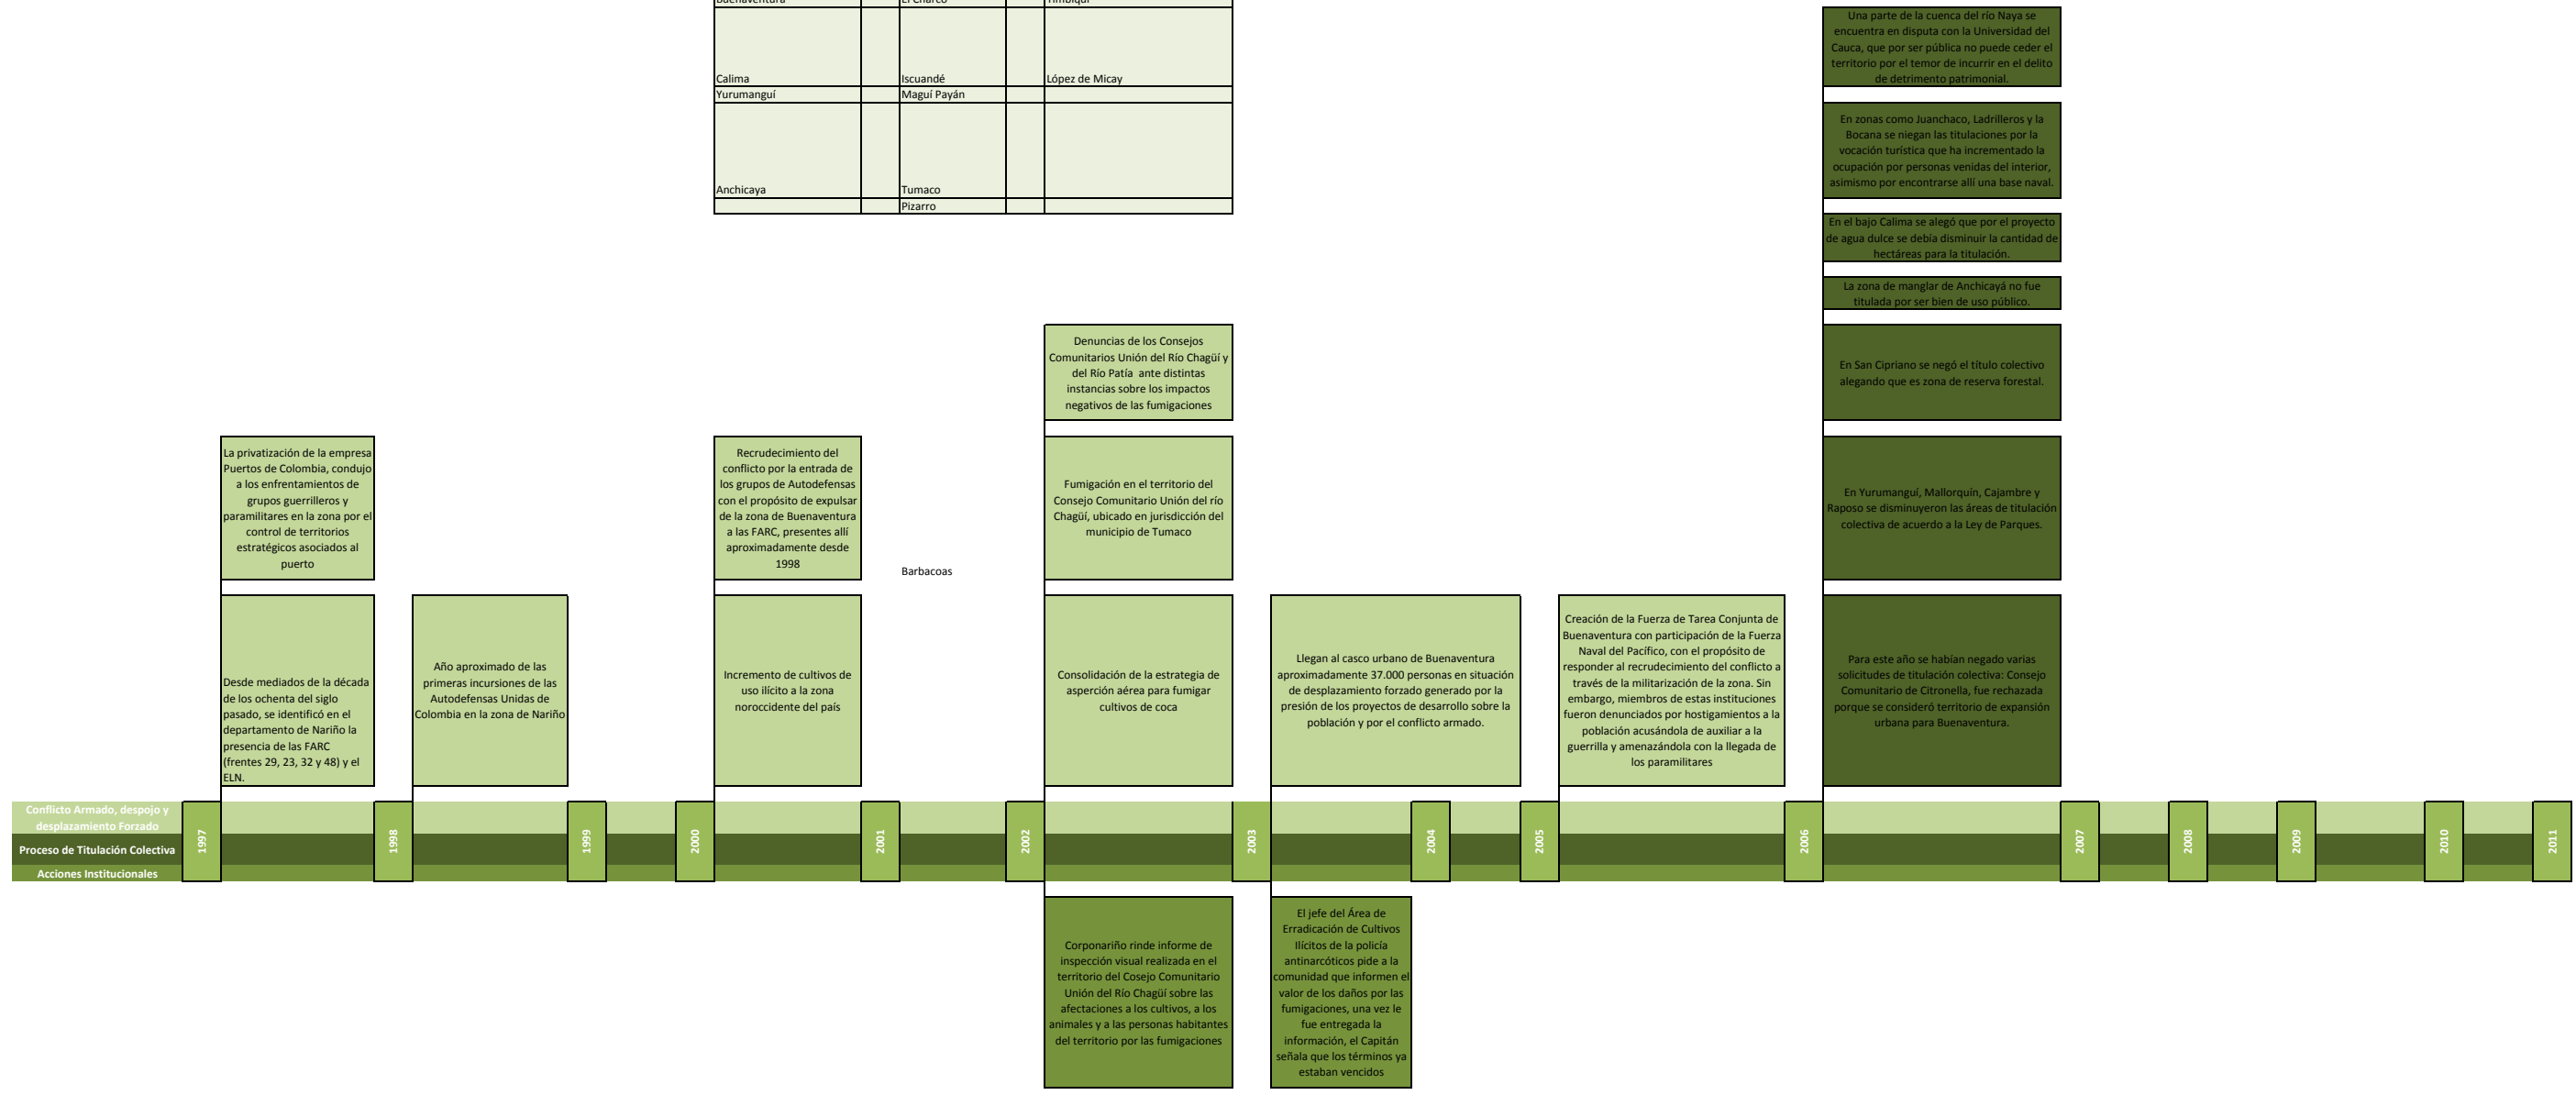 Buenaventura El Charco Timbiquí
Calima Iscuandé López de Micay
Yurumanguí Maguí Payán
Anchicaya Tumaco
Pizarro
Una parte de la cuenca del río Naya se
encuentra en disputa con la Universidad del
Cauca, que por ser pública no puede ceder el
territorio por el temor de incurrir en el delito
de detrimento patrimonial.
En zonas como Juanchaco, Ladrilleros y la
Bocana se niegan las titulaciones por la
vocación turística que ha incrementado la
ocupación por personas venidas del interior,
asimismo por encontrarse allí una base naval.
En el bajo Calima se alegó que por el proyecto
de agua dulce se debía disminuir la cantidad de
hectáreas para la titulación.
La zona de manglar de Anchicayá no fue
titulada por ser bien de uso público.
Denuncias de los Consejos
Comunitarios Unión del Río Chagüí y
del Río Patía ante distintas
instancias sobre los impactos
negativos de las fumigaciones
En San Cipriano se negó el título colectivo
alegando que es zona de reserva forestal.
La privatización de la empresa
Puertos de Colombia, condujo
a los enfrentamientos de
grupos guerrilleros y
paramilitares en la zona por el
control de territorios
estratégicos asociados al
puerto
Recrudecimiento del
conflicto por la entrada de
los grupos de Autodefensas
con el propósito de expulsar
de la zona de Buenaventura
a las FARC, presentes allí
aproximadamente desde
1998
Barbacoas
Fumigación en el territorio del
Consejo Comunitario Unión del río
Chagüí, ubicado en jurisdicción del
municipio de Tumaco
En Yurumanguí, Mallorquín, Cajambre y
Raposo se disminuyeron las áreas de titulación
colectiva de acuerdo a la Ley de Parques.
Desde mediados de la década
de los ochenta del siglo
pasado, se identificó en el
departamento de Nariño la
presencia de las FARC
(frentes 29, 23, 32 y 48) y el
ELN.
Año aproximado de las
primeras incursiones de las
Autodefensas Unidas de
Colombia en la zona de Nariño
Incremento de cultivos de
uso ilícito a la zona
noroccidente del país
Consolidación de la estrategia de
asperción aérea para fumigar
cultivos de coca
Llegan al casco urbano de Buenaventura
aproximadamente 37.000 personas en situación
de desplazamiento forzado generado por la
presión de los proyectos de desarrollo sobre la
población y por el conflicto armado.
Creación de la Fuerza de Tarea Conjunta de
Buenaventura con participación de la Fuerza
Naval del Pacífico, con el propósito de
responder al recrudecimiento del conflicto a
través de la militarización de la zona. Sin
embargo, miembros de estas instituciones
fueron denunciados por hostigamientos a la
población acusándola de auxiliar a la
guerrilla y amenazándola con la llegada de
los paramilitares
Para este año se habían negado varias
solicitudes de titulación colectiva: Consejo
Comunitario de Citronella, fue rechazada
porque se consideró territorio de expansión
urbana para Buenaventura.
Conflicto Armado, despojo y
desplazamiento Forzado
Proceso de Titulación Colectiva
Acciones Institucionales
1997
1998
1999
2000
2001
2002
2003
2004
2005
2006
2007
2008
2009
2010
2011
Corponariño rinde informe de
inspección visual realizada en el
territorio del Cosejo Comunitario
Unión del Río Chagüí sobre las
afectaciones a los cultivos, a los
animales y a las personas habitantes
del territorio por las fumigaciones
El jefe del Área de
Erradicación de Cultivos
Ilícitos de la policía
antinarcóticos pide a la
comunidad que informen el
valor de los daños por las
fumigaciones, una vez le
fue entregada la
información, el Capitán
señala que los términos ya
estaban vencidos